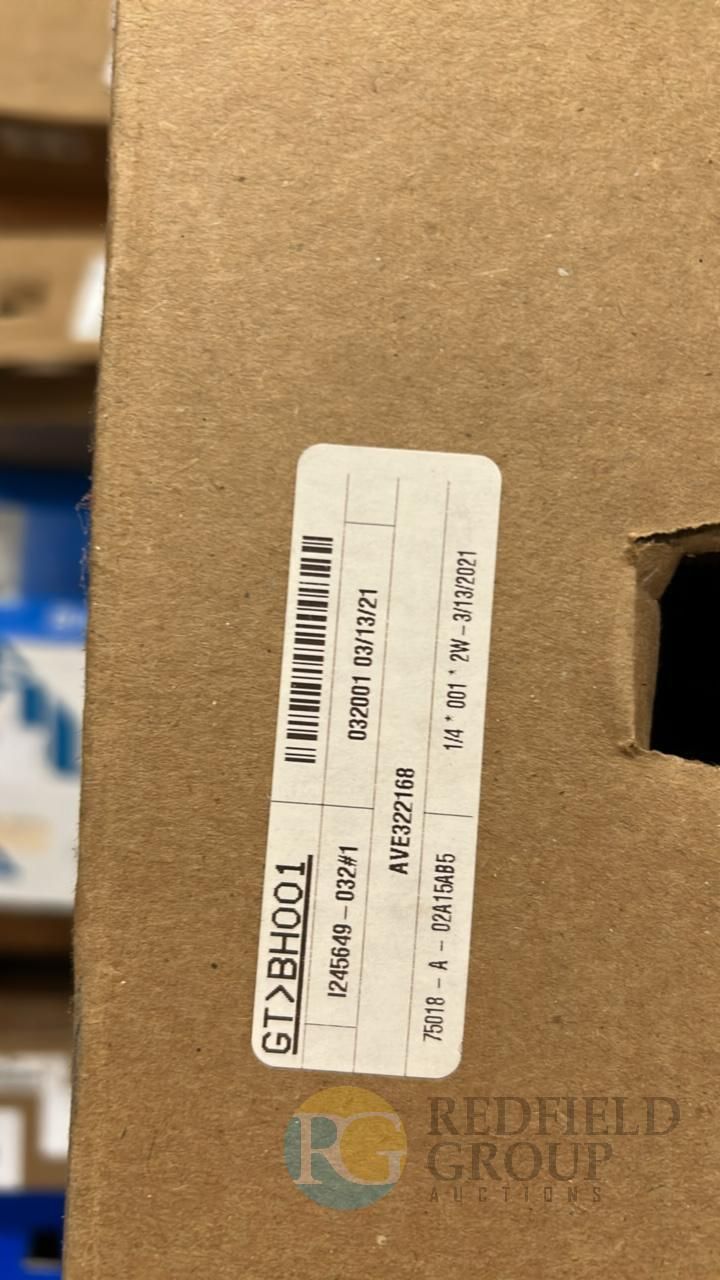 GT>BH001
I245649-032#1 032001 03/13/21
AVE322168
75018 - A - 02A15AB5 1/4 * 001 * 2W - 3/13/2021
RG REDFIELD
GROUP
AUCTIONS